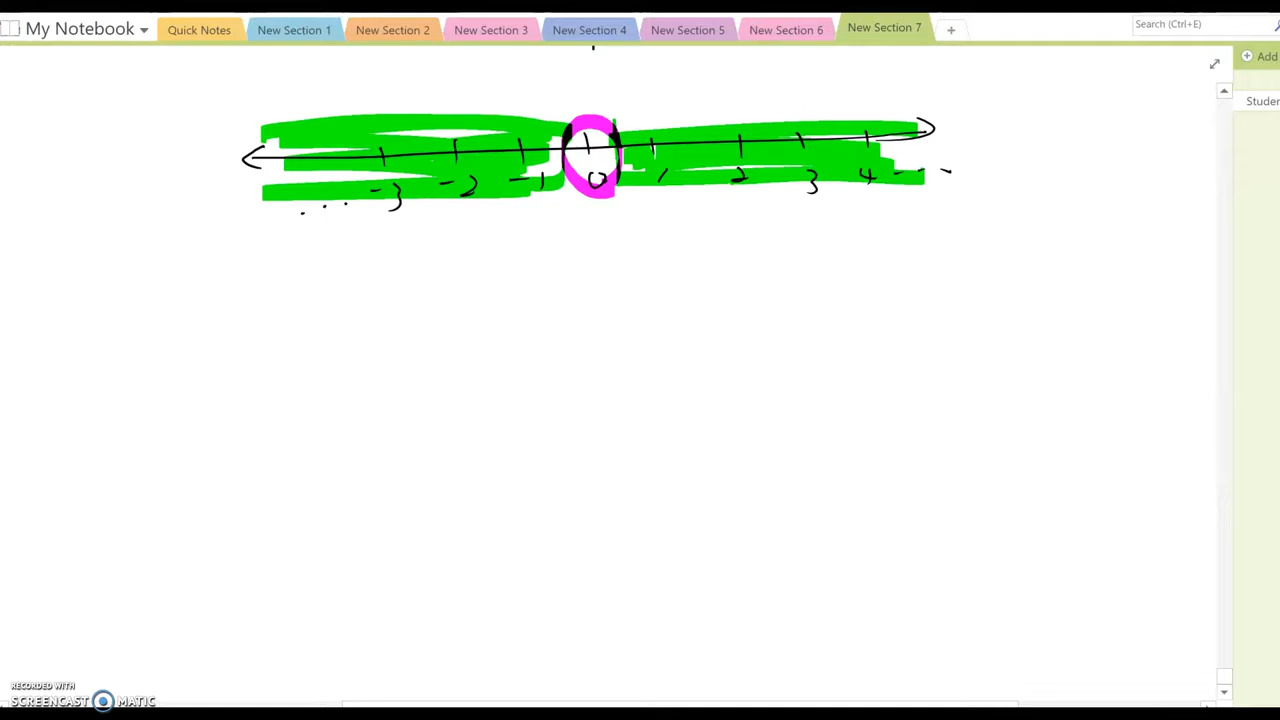 My Notebook Quick Notes New Section 1 New Section 2 New Section 3 New Section 4 New Section 5 New Section 6 New Section 7 Search (Ctrl+E)
Add
Studen
-3 -2 -1 0 1 2 3 4 - -
...
RECORDED WITH
SCREENCAST MATIC